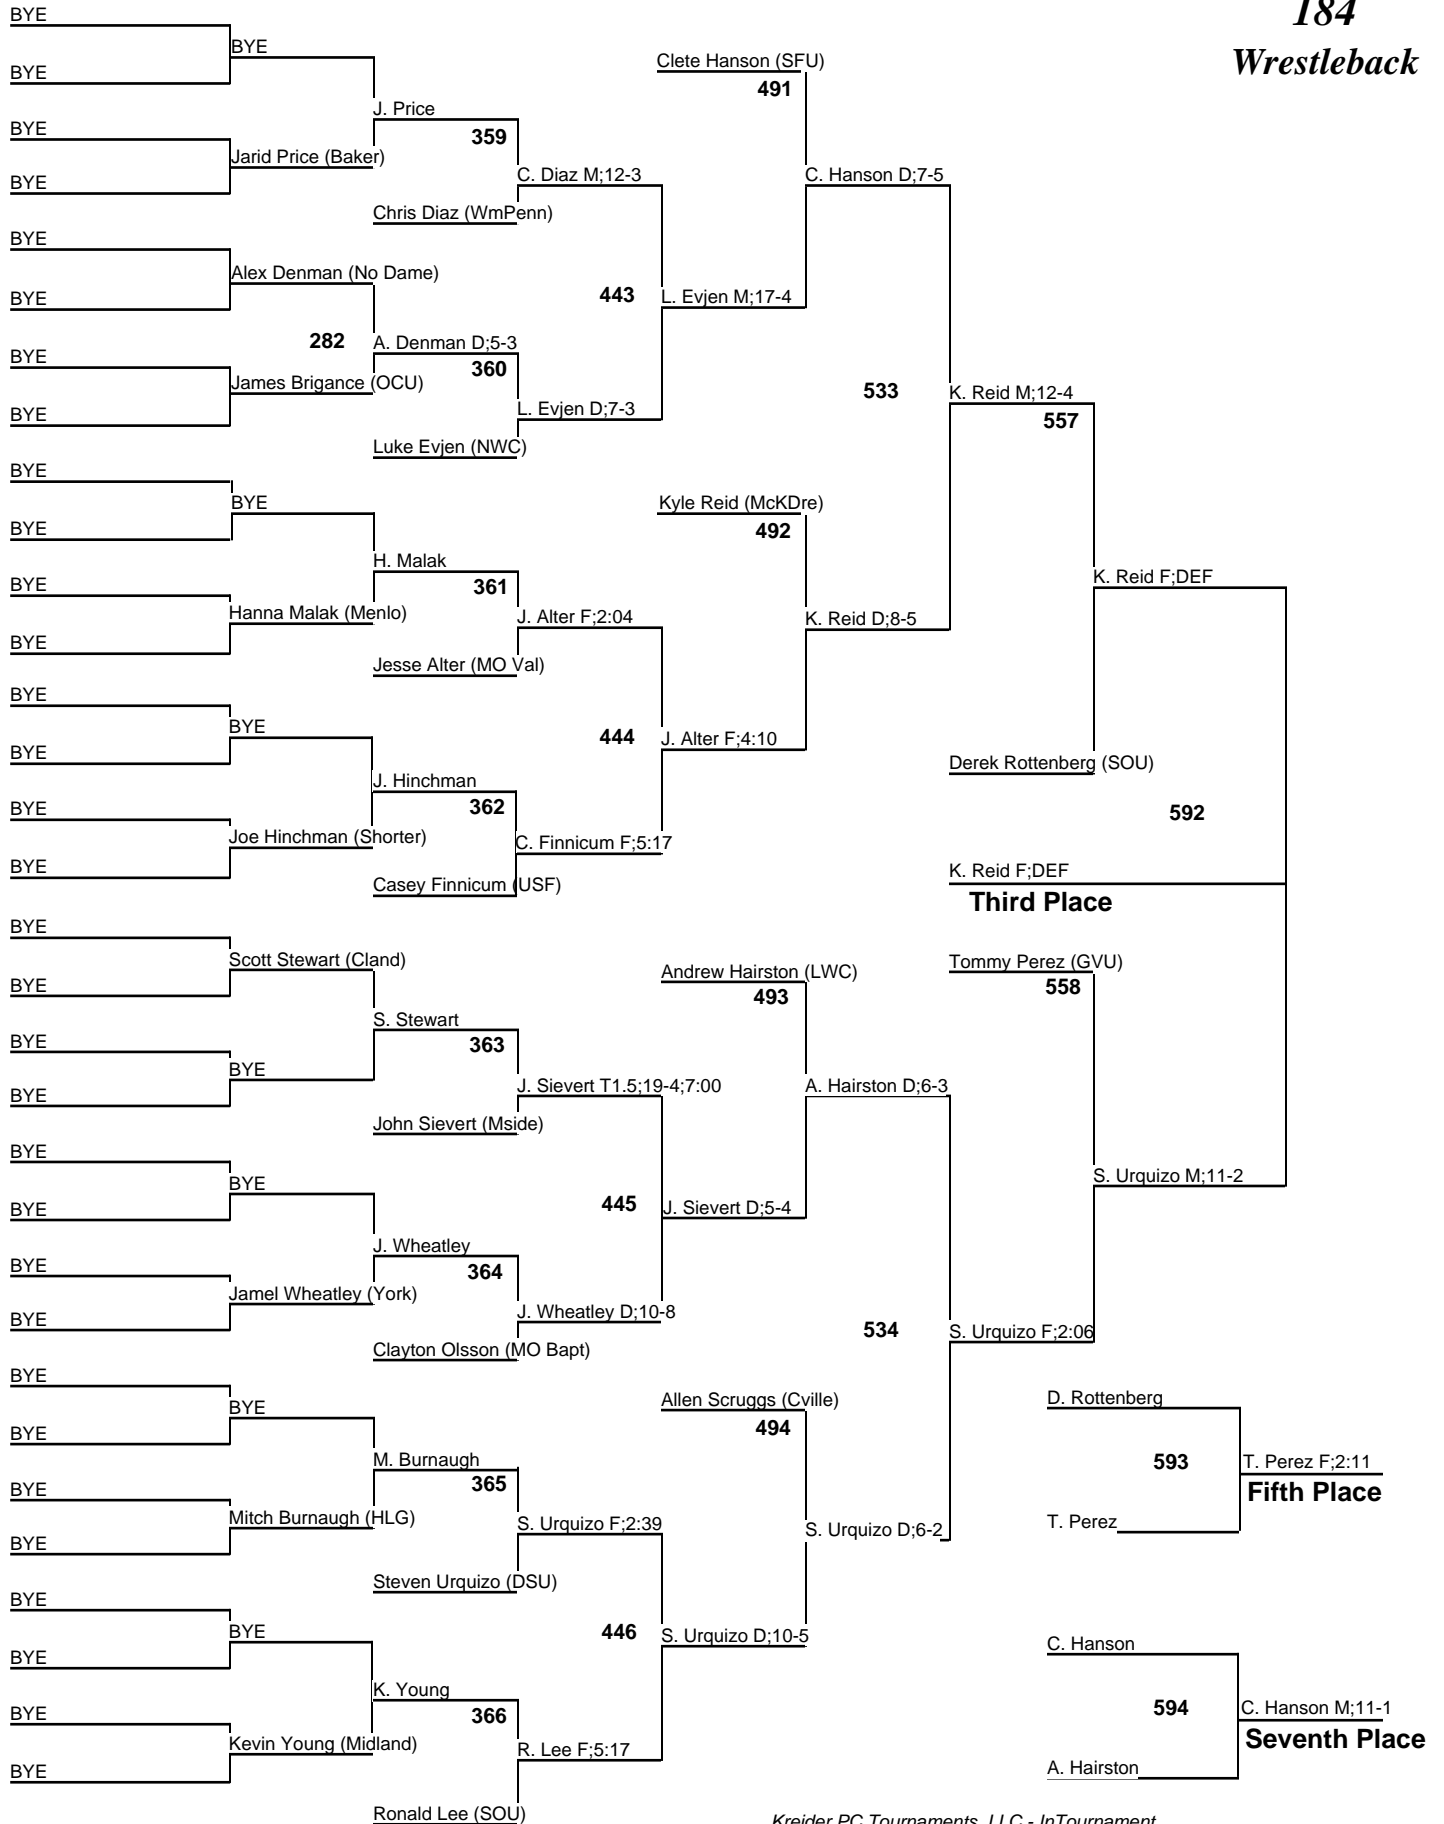 184
Wrestleback
BYE
BYE
BYE
Clete Hanson (SFU)
491
J. Price
359
BYE
Jarid Price (Baker)
C. Diaz M;12-3
C. Hanson D;7-5
BYE
Chris Diaz (WmPenn)
BYE
Alex Denman (No Dame)
443
L. Evjen M;17-4
BYE
282
A. Denman D;5-3
360
BYE
James Brigance (OCU)
533
K. Reid M;12-4
557
L. Evjen D;7-3
BYE
Luke Evjen (NWC)
BYE
BYE
Kyle Reid (McKDre)
492
BYE
H. Malak
361
K. Reid F;DEF
BYE
Hanna Malak (Menlo)
J. Alter F;2:04
K. Reid D;8-5
BYE
Jesse Alter (MO Val)
BYE
BYE
444
J. Alter F;4:10
BYE
Derek Rottenberg (SOU)
J. Hinchman
362
592
BYE
Joe Hinchman (Shorter)
C. Finnicum F;5:17
BYE
Casey Finnicum (USF)
K. Reid F;DEF
Third Place
BYE
Scott Stewart (Cland)
Andrew Hairston (LWC)
493
Tommy Perez (GVU)
558
BYE
S. Stewart
363
BYE
BYE
J. Sievert T1.5;19-4;7:00
A. Hairston D;6-3
BYE
John Sievert (Mside)
BYE
BYE
S. Urquizo M;11-2
445
J. Sievert D;5-4
BYE
J. Wheatley
364
BYE
Jamel Wheatley (York)
J. Wheatley D;10-8
BYE
534
S. Urquizo F;2:06
Clayton Olsson (MO Bapt)
BYE
BYE
Allen Scruggs (Cville)
494
D. Rottenberg
BYE
M. Burnaugh
365
593
T. Perez F;2:11
Fifth Place
BYE
Mitch Burnaugh (HLG)
S. Urquizo F;2:39
S. Urquizo D;6-2
T. Perez
BYE
Steven Urquizo (DSU)
BYE
BYE
446
S. Urquizo D;10-5
C. Hanson
BYE
K. Young
366
594
C. Hanson M;11-1
Seventh Place
BYE
Kevin Young (Midland)
R. Lee F;5:17
BYE
A. Hairston
Ronald Lee (SOU)
Kreider PC Tournaments, LLC - InTournament